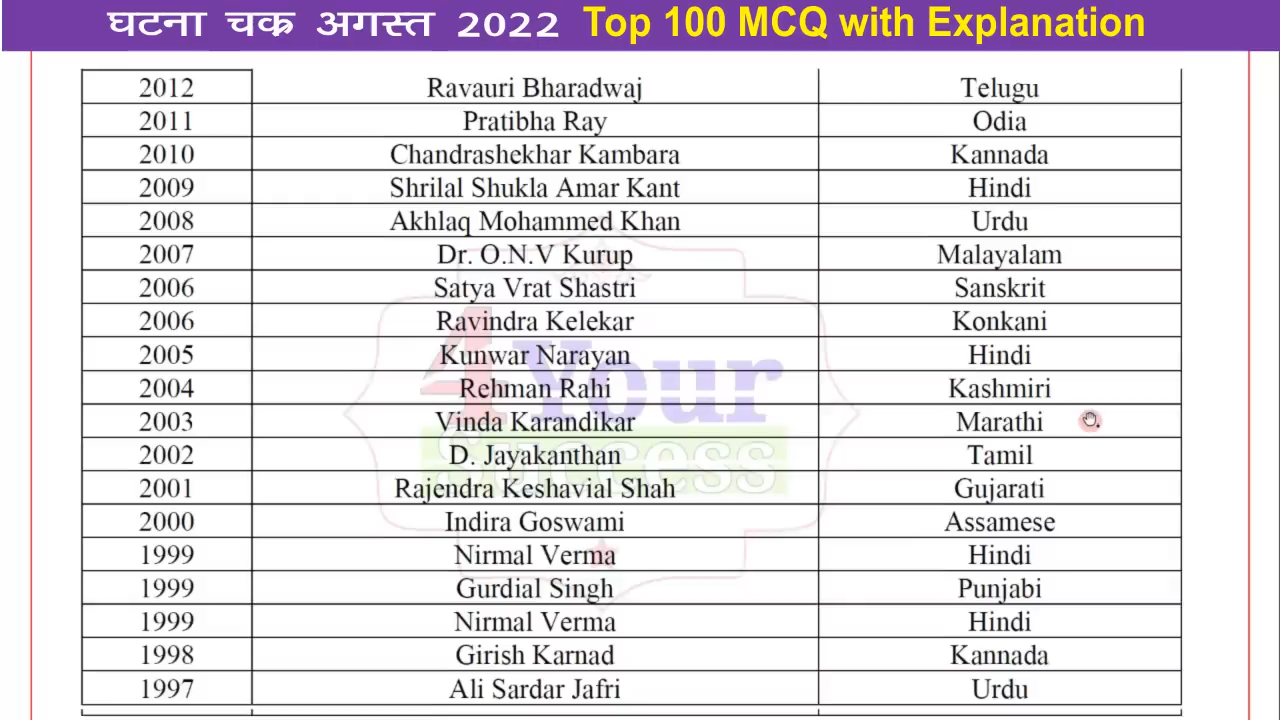 घटना चक्र अगस्त 2022 Top 100 MCQ with Explanation
2012 Ravauri Bharadwaj Telugu
2011 Pratibha Ray Odia
2010 Chandrashekhar Kambara Kannada
2009 Shrilal Shukla Amar Kant Hindi
2008 Akhlaq Mohammed Khan Urdu
2007 Dr. O.N.V Kurup Malayalam
2006 Satya Vrat Shastri Sanskrit
2006 Ravindra Kelekar Konkani
2005 Kunwar Narayan Hindi
2004 Rehman Rahi Kashmiri
2003 Vinda Karandikar Marathi
2002 D. Jayakanthan Tamil
2001 Rajendra Keshavial Shah Gujarati
2000 Indira Goswami Assamese
1999 Nirmal Verma Hindi
1999 Gurdial Singh Punjabi
1999 Nirmal Verma Hindi
1998 Girish Karnad Kannada
1997 Ali Sardar Jafri Urdu
4Your
Success